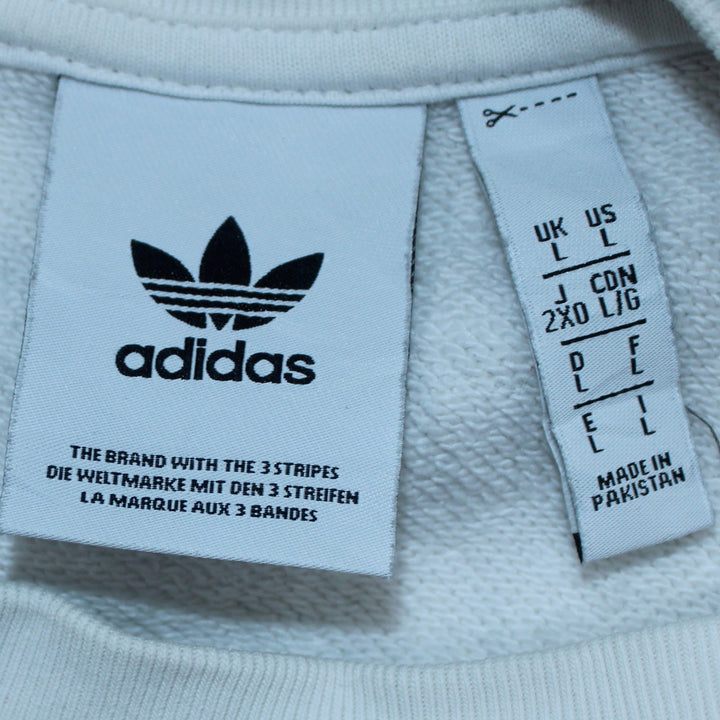 adidas
THE BRAND WITH THE 3 STRIPES
DIE WELTMARKE MIT DEN 3 STREIFEN
LA MARQUE AUX 3 BANDES
UK US
L L
J CDN
2XO L/G
D F
L L
E I
L L
MADE IN
PAKISTAN